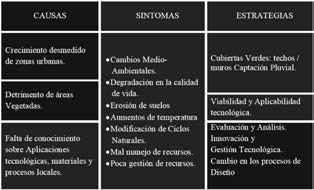 CAUSAS
Crecimiento desmedido
de zonas urbanas.
Detrimento de áreas
Vegetadas.
Falta de conocimiento
sobre Aplicaciones
tecnológicas, materiales y
procesos locales.
SINTOMAS
•Cambios Medio-
Ambientales.
•Degradación en la calidad
de vida.
•Erosión de suelos
•Aumentos de temperatura
•Modificación de Ciclos
Naturales.
•Mal manejo de recursos.
•Poca gestión de recursos.
ESTRATEGIAS
Cubiertas Verdes: techos /
muros Captación Pluvial.
Viabilidad y Aplicabilidad
tecnológica.
Evaluación y Análisis.
Innovación y
Gestión Tecnológica.
Cambio en los procesos de
Diseño